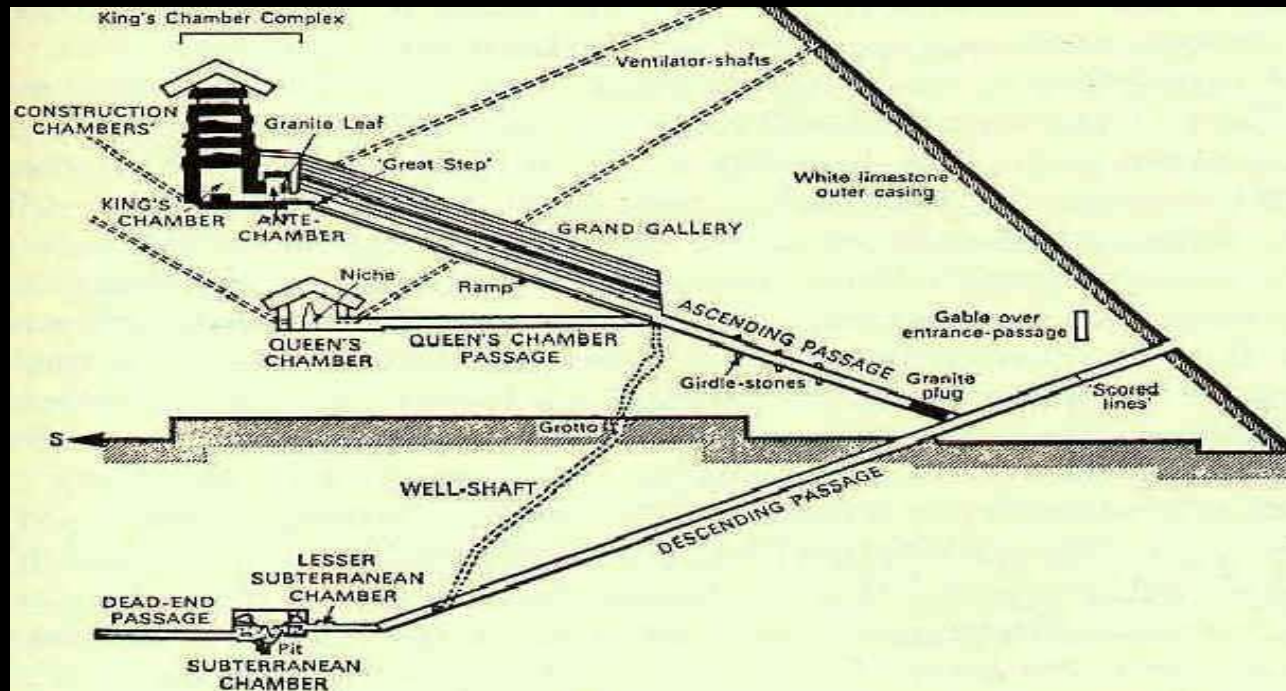 King's Chamber Complex
Ventilator-shafts
CONSTRUCTION
CHAMBERS'
Granite Leaf
'Great Step'
White limestone
outer casing
KING'S
CHAMBER
ANTE-
CHAMBER
GRAND GALLERY
Niche
Ramp
ASCENDING PASSAGE
Gable over
entrance-passage
QUEEN'S
CHAMBER
QUEEN'S CHAMBER
PASSAGE
Girdle-stones
Granite
plug
'Scored
lines'
S
Grotto
WELL-SHAFT
DESCENDING PASSAGE
LESSER
SUBTERRANEAN
CHAMBER
DEAD-END
PASSAGE
Pit
SUBTERRANEAN
CHAMBER